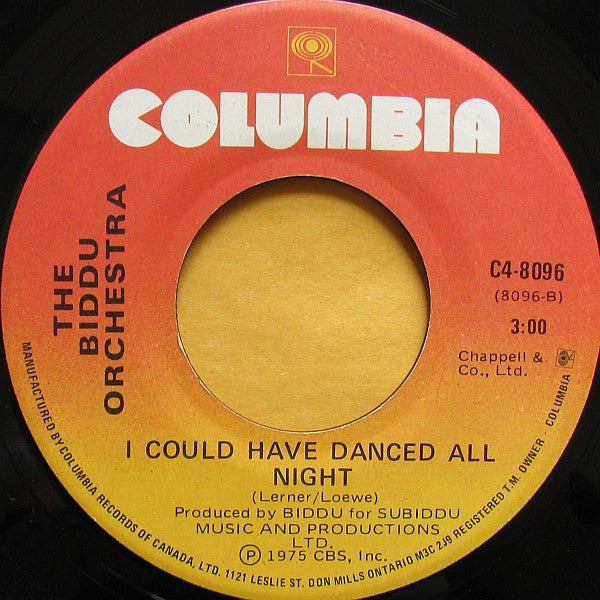 COLUMBIA
THE
BIDDU
ORCHESTRA
C4-8096
(8096-B)
3:00
Chappell &
Co., Ltd.
I COULD HAVE DANCED ALL
NIGHT
(Lerner/Loewe)
Produced by BIDDU for SUBIDDU
MUSIC AND PRODUCTIONS
LTD.
Ⓟ 1975 CBS, Inc.
MANUFACTURED BY COLUMBIA RECORDS OF CANADA, LTD. 1121 LESLIE ST. DON MILLS ONTARIO M3C 2J9 REGISTERED T.M. OWNER - COLUMBIA